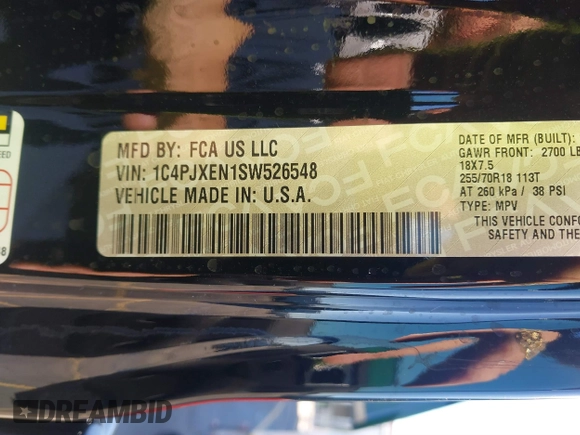 MFD BY: FCA US LLC
VIN: 1C4PJXEN1SW526548
VEHICLE MADE IN: U.S.A.
DATE OF MFR (BUILT):
GAWR FRONT: 2700 LB
18X7.5
255/70R18 113T
AT 260 kPa / 38 PSI
TYPE: MPV
THIS VEHICLE CONFO
SAFETY AND THE
DREAMBID